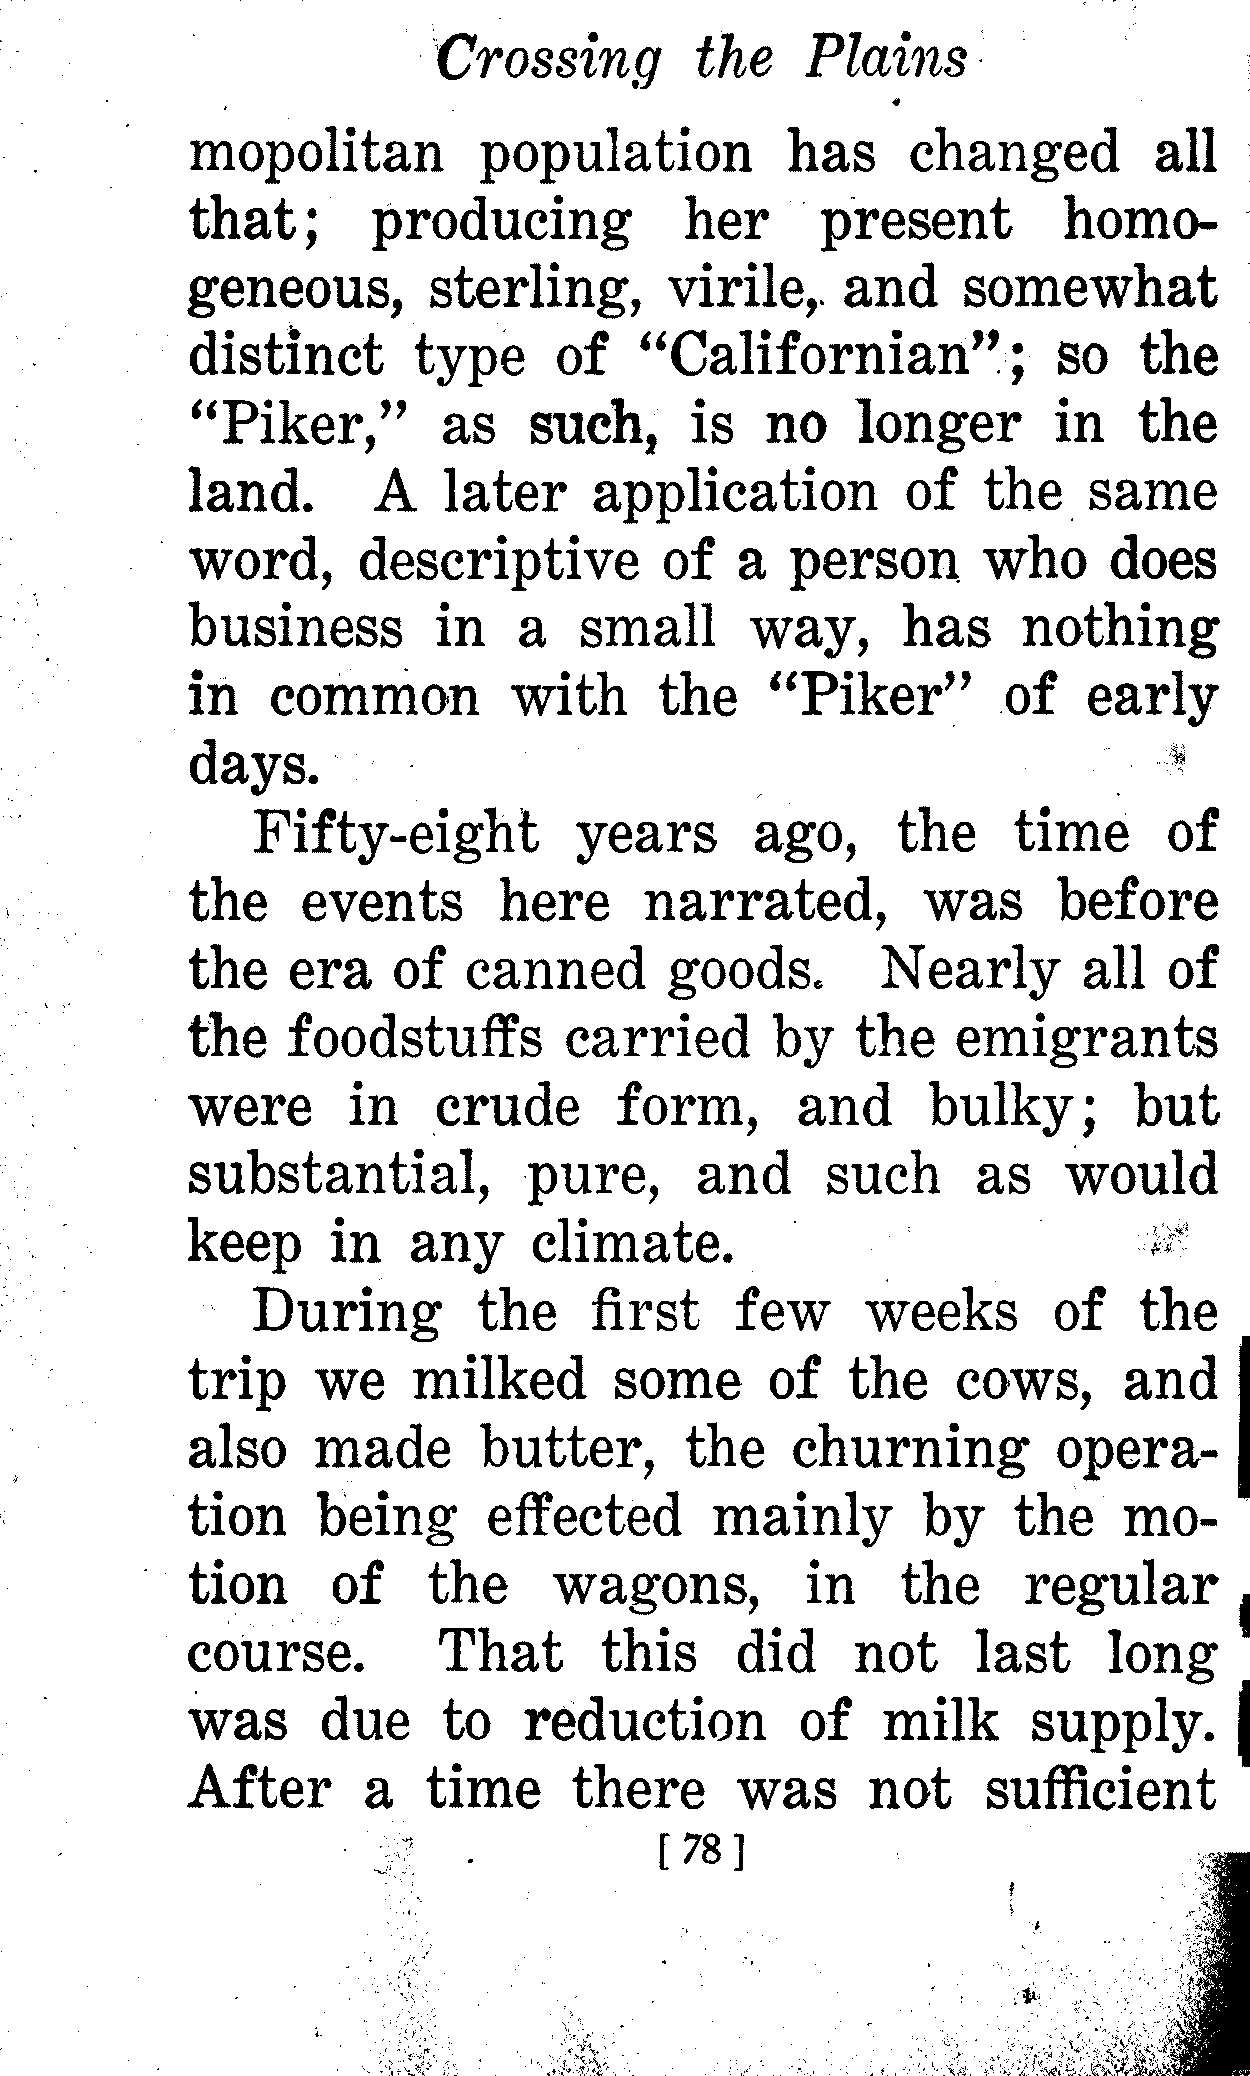 Crossing the Plains
mopolitan population has changed all
that; producing her present homo-
geneous, sterling, virile, and somewhat
distinct type of "Californian"; so the
"Piker," as such, is no longer in the
land. A later application of the same
word, descriptive of a person who does
business in a small way, has nothing
in common with the "Piker" of early
days.
Fifty-eight years ago, the time of
the events here narrated, was before
the era of canned goods. Nearly all of
the foodstuffs carried by the emigrants
were in crude form, and bulky; but
substantial, pure, and such as would
keep in any climate.
During the first few weeks of the
trip we milked some of the cows, and
also made butter, the churning opera-
tion being effected mainly by the mo-
tion of the wagons, in the regular
course. That this did not last long
was due to reduction of milk supply.
After a time there was not sufficient
[ 78 ]